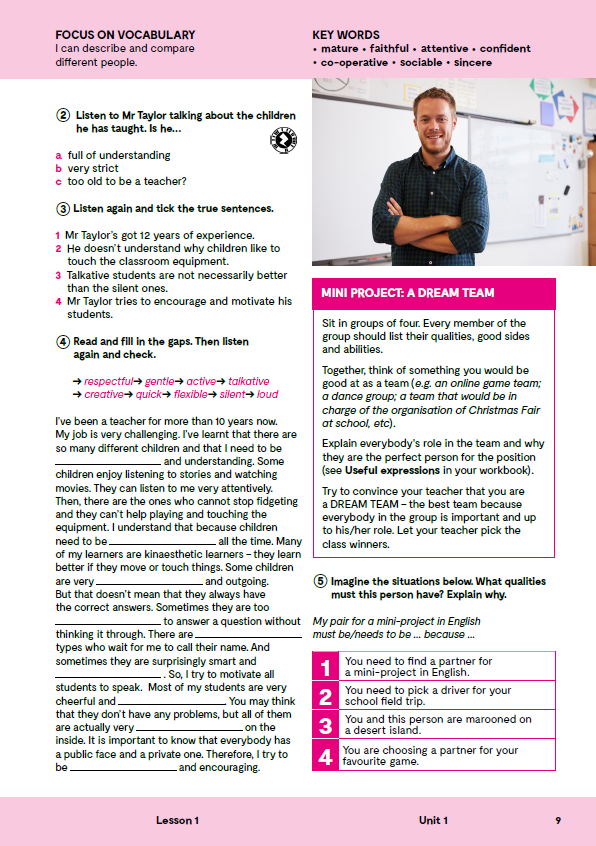 FOCUS ON VOCABULARY
I can describe and compare
different people.
KEY WORDS
• mature • faithful • attentive • confident
• co-operative • sociable • sincere
2 Listen to Mr Taylor talking about the children
he has taught. Is he...
a full of understanding
b very strict
c too old to be a teacher?
3 Listen again and tick the true sentences.
1 Mr Taylor's got 12 years of experience.
2 He doesn't understand why children like to
touch the classroom equipment.
3 Talkative students are not necessarily better
than the silent ones.
4 Mr Taylor tries to encourage and motivate his
students.
4 Read and fill in the gaps. Then listen
again and check.
→ respectful → gentle → active → talkative
→ creative → quick → flexible → silent → loud
I've been a teacher for more than 10 years now.
My job is very challenging. I've learnt that there are
so many different children and that I need to be
____________ and understanding. Some
children enjoy listening to stories and watching
movies. They can listen to me very attentively.
Then, there are the ones who cannot stop fidgeting
and they can't help playing and touching the
equipment. I understand that because children
need to be ____________ all the time. Many
of my learners are kinaesthetic learners – they learn
better if they move or touch things. Some children
are very ____________ and outgoing.
But that doesn't mean that they always have
the correct answers. Sometimes they are too
____________ to answer a question without
thinking it through. There are ____________
types who wait for me to call their name. And
sometimes they are surprisingly smart and
____________. So, I try to motivate all
students to speak. Most of my students are very
cheerful and ____________. You may think
that they don't have any problems, but all of them
are actually very ____________ on the
inside. It is important to know that everybody has
a public face and a private one. Therefore, I try to
be ____________ and encouraging.
MINI PROJECT: A DREAM TEAM
Sit in groups of four. Every member of the
group should list their qualities, good sides
and abilities.
Together, think of something you would be
good at as a team (e.g. an online game team;
a dance group; a team that would be in
charge of the organisation of Christmas Fair
at school, etc).
Explain everybody's role in the team and why
they are the perfect person for the position
(see Useful expressions in your workbook).
Try to convince your teacher that you are
a DREAM TEAM – the best team because
everybody in the group is important and up
to his/her role. Let your teacher pick the
class winners.
5 Imagine the situations below. What qualities
must this person have? Explain why.
My pair for a mini-project in English
must be/needs to be ... because ...
1 You need to find a partner for
a mini-project in English.
2 You need to pick a driver for your
school field trip.
3 You and this person are marooned on
a desert island.
4 You are choosing a partner for your
favourite game.
Lesson 1
Unit 1
9